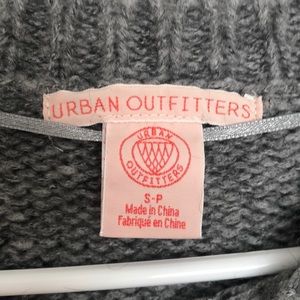 URBAN OUTFITTERS
URBAN
OUTFITTERS
S-P
Made in China
Fabriqué en Chine